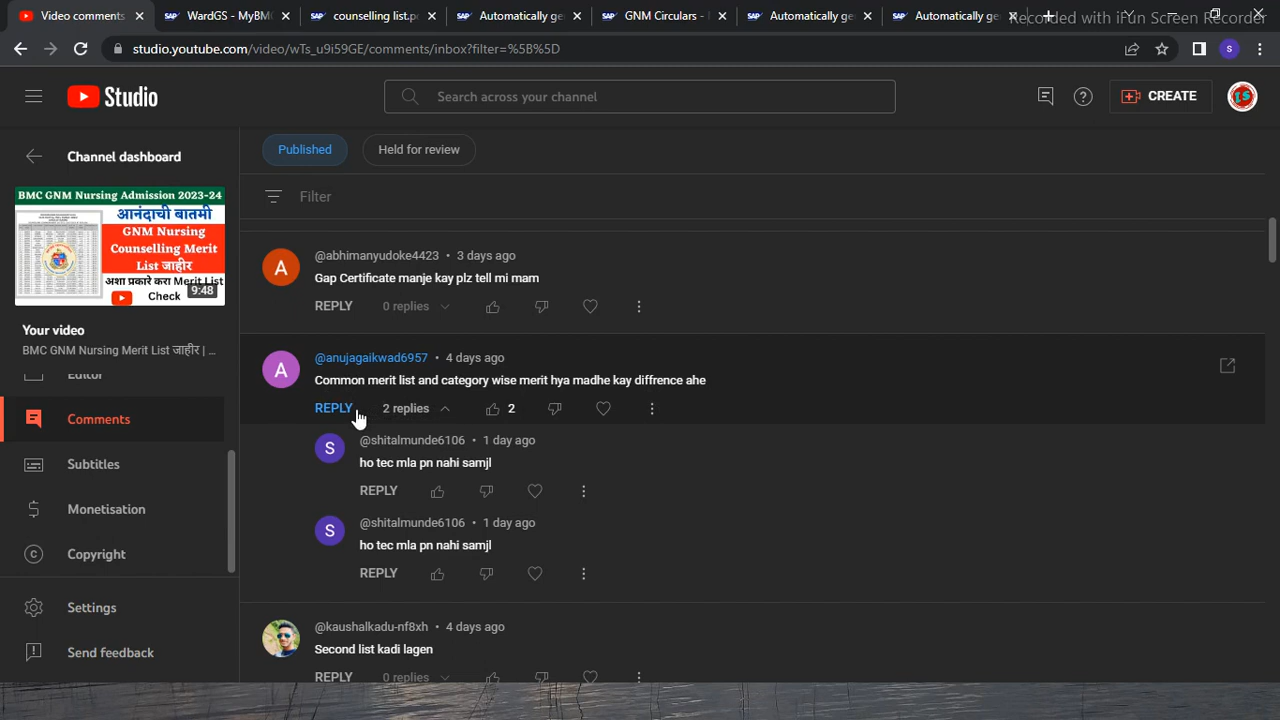 Video comments
WardGS - MyBM
counselling list.p
Automatically ge
GNM Circulars -
Automatically ge
Automatically ge
Recorded with iFun Screen Recorder
studio.youtube.com/video/wTs_u9i59GE/comments/inbox?filter=%5B%5D
S
Studio
Search across your channel
CREATE
IS
Channel dashboard
Published
Held for review
BMC GNM Nursing Admission 2023-24
आनंदाची बातमी
GNM Nursing
Counselling Merit
List जाहीर
अशा प्रकारे करा Merit List
Check
9:48
Filter
Your video
BMC GNM Nursing Merit List जाहीर | ...
Editor
Comments
Subtitles
Monetisation
Copyright
Settings
Send feedback
A
@abhimanyudoke4423 • 3 days ago
Gap Certificate manje kay plz sir mam
REPLY 0 replies
A
@anujagaikwad6957 • 4 days ago
Common merit list and category wise merit hya madhe kay diffrence ahe
REPLY 2 replies 2
S
@shitalmunde6106 • 1 day ago
ho tec mla pn nahi samjl
REPLY
S
@shitalmunde6106 • 1 day ago
ho tec mla pn nahi samjl
REPLY
@kaushalkadu-nf8xh • 4 days ago
Second list kadi lagen
REPLY 0 replies